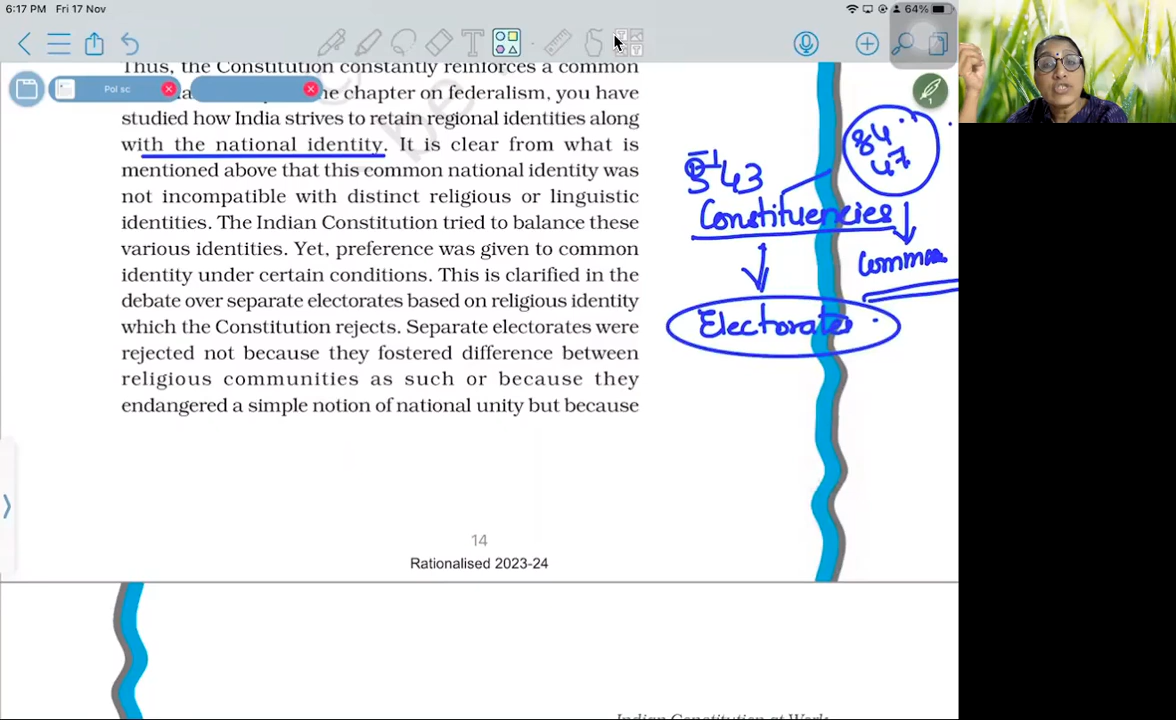 6:17 PM Fri 17 Nov
64%
Thus, the Constitution constantly reinforces a common
Pol sc
he chapter on federalism, you have
studied how India strives to retain regional identities along
with the national identity. It is clear from what is
mentioned above that this common national identity was
not incompatible with distinct religious or linguistic
identities. The Indian Constitution tried to balance these
various identities. Yet, preference was given to common
identity under certain conditions. This is clarified in the
debate over separate electorates based on religious identity
which the Constitution rejects. Separate electorates were
rejected not because they fostered difference between
religious communities as such or because they
endangered a simple notion of national unity but because
543
Constituencies
Electorates
84
47
Common
1
14
Rationalised 2023-24
Indian Constitution at Work